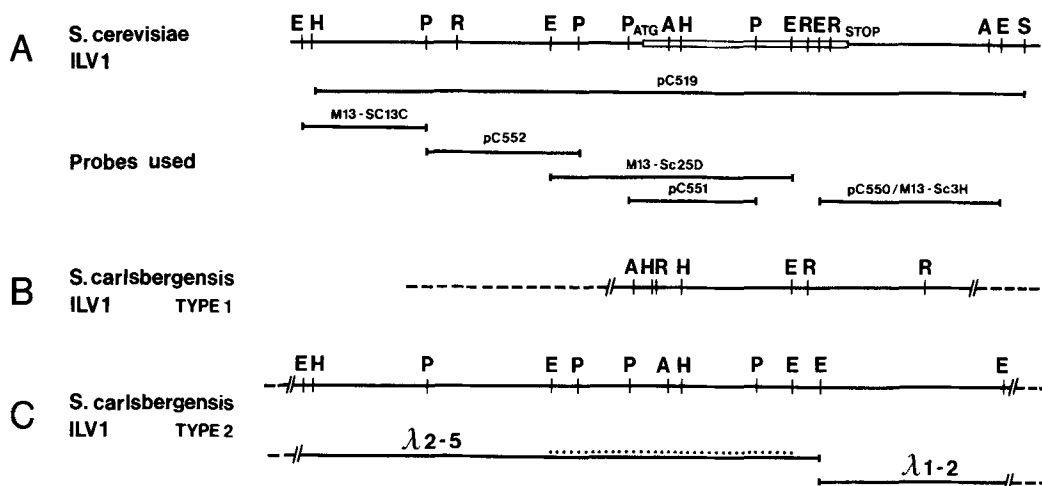 A
S. cerevisiae
ILV1
E H P R E P P ATG A H P E R E R STOP A E S
pC519
M13-SC13C
pC552
Probes used
M13-Sc25D
pC551
pC550/M13-Sc3H
B
S. carlsbergensis
ILV1 TYPE 1
A H R H E R R
C
S. carlsbergensis
ILV1 TYPE 2
E H P E P P A H P E E E
λ2-5
λ1-2